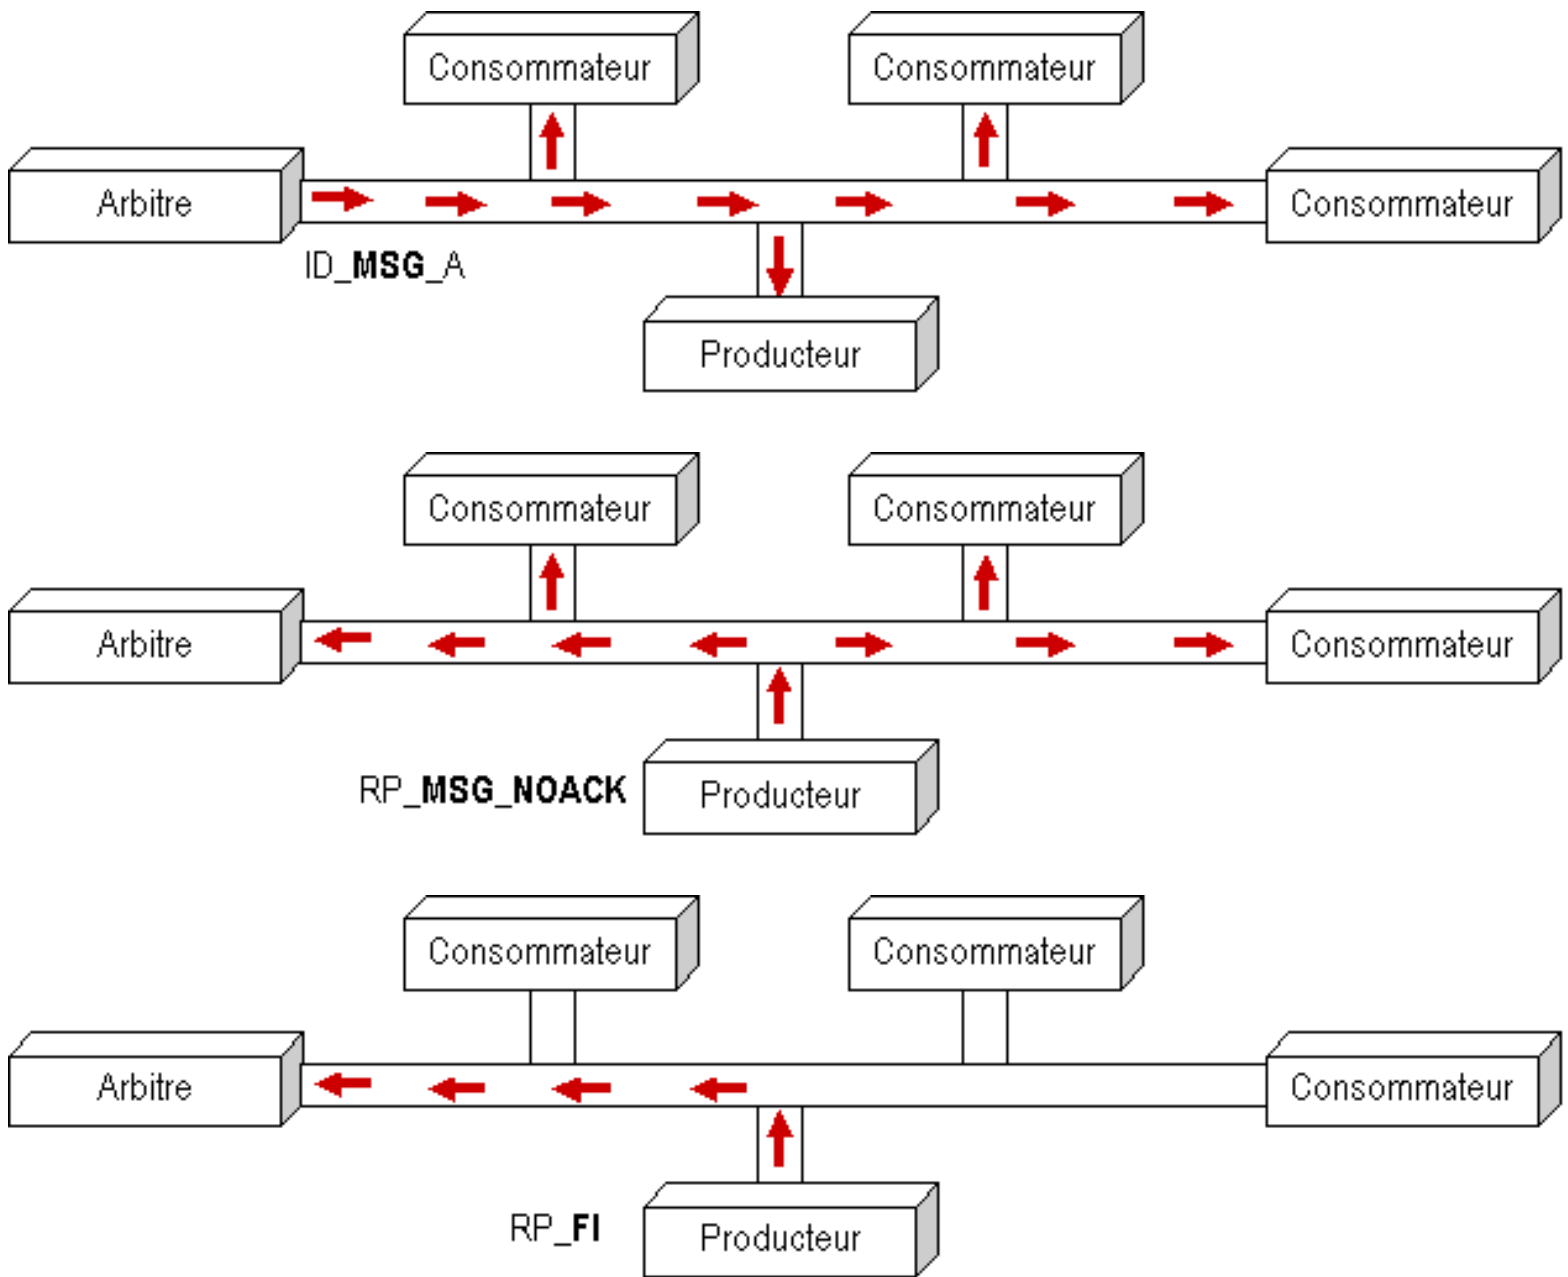 Consommateur
Consommateur
Arbitre
Consommateur
ID_MSG_A
Producteur
Consommateur
Consommateur
Arbitre
Consommateur
RP_MSG_NOACK
Producteur
Consommateur
Consommateur
Arbitre
Consommateur
RP_FI
Producteur